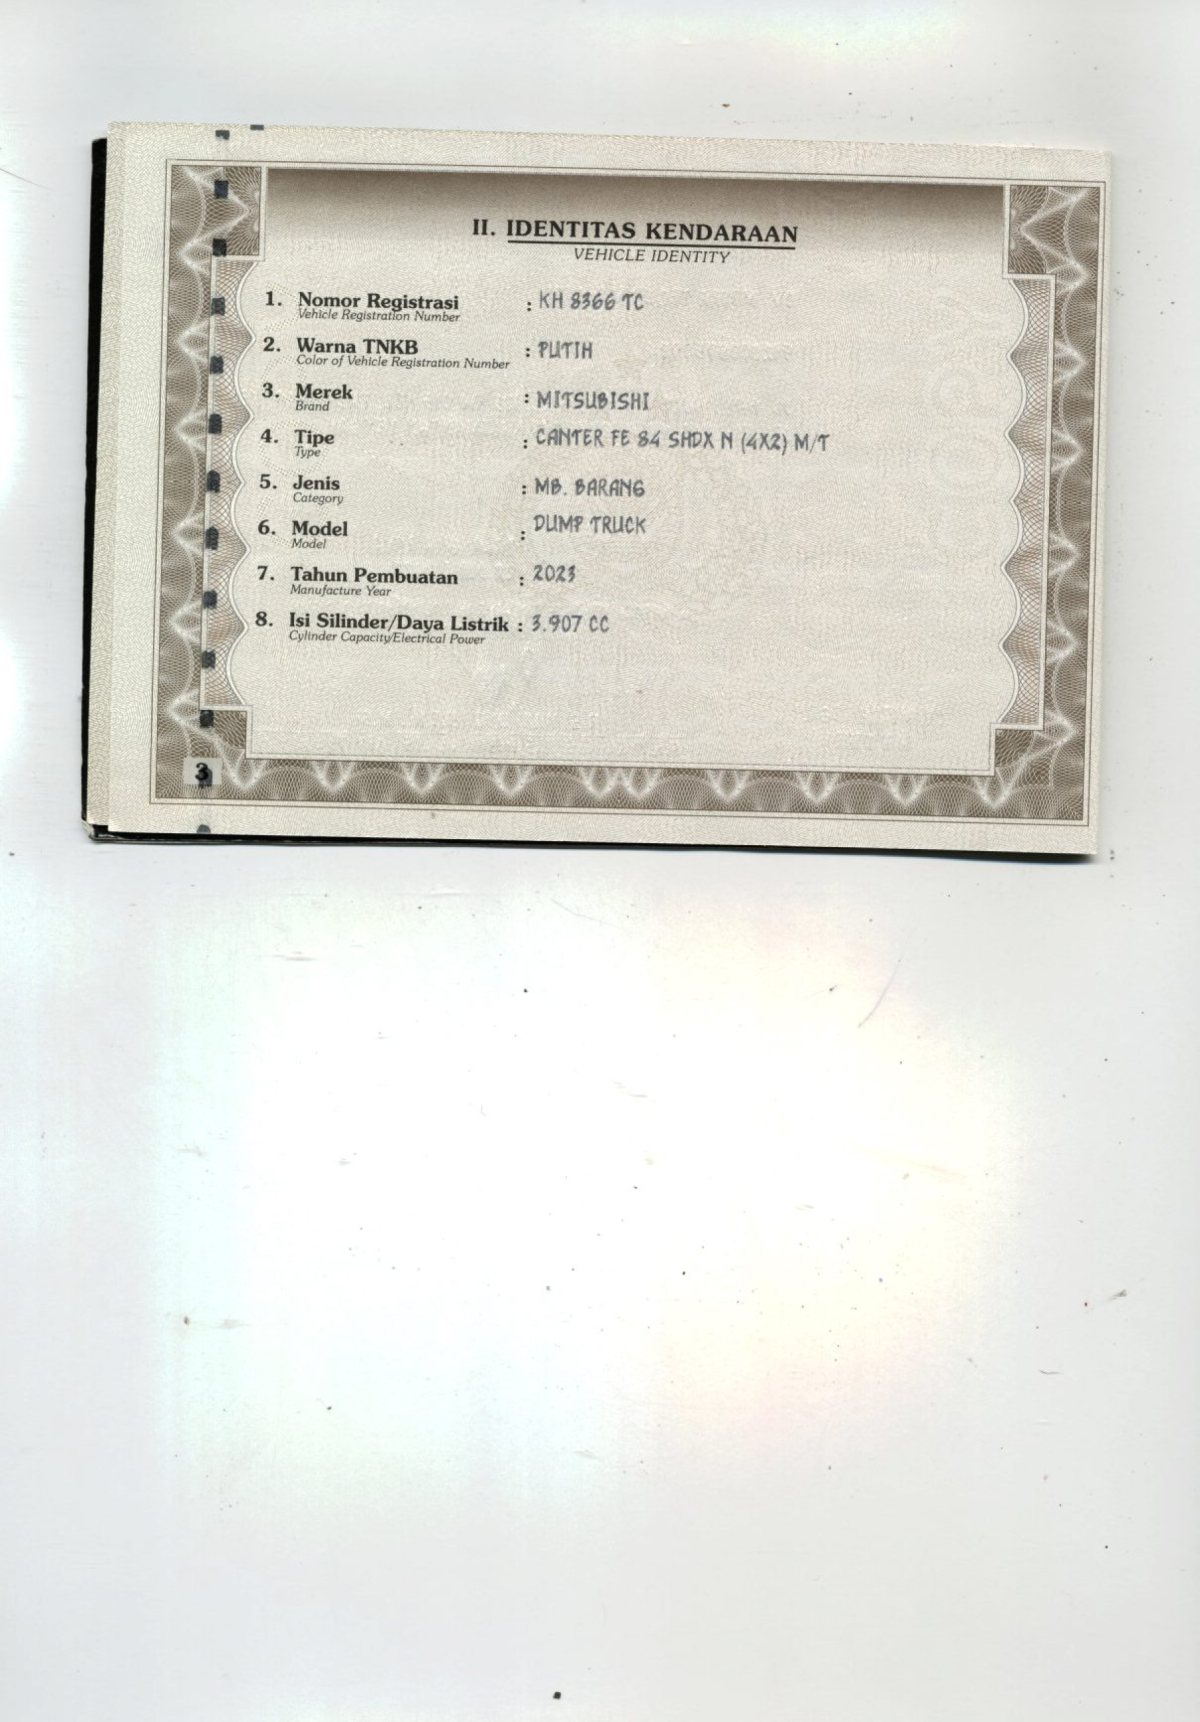 II. IDENTITAS KENDARAAN
VEHICLE IDENTITY
1. Nomor Registrasi : KH 8366 TC
Vehicle Registration Number
2. Warna TNKB : PUTIH
Color of Vehicle Registration Number
3. Merek : MITSUBISHI
Brand
4. Tipe : CANTER FE 84 SHDX N (4X2) M/T
Type
5. Jenis : MB. BARANG
Category
6. Model : DUMP TRUCK
Model
7. Tahun Pembuatan : 2023
Manufacture Year
8. Isi Silinder/Daya Listrik : 3.907 CC
Cylinder Capacity/Electrical Power
3